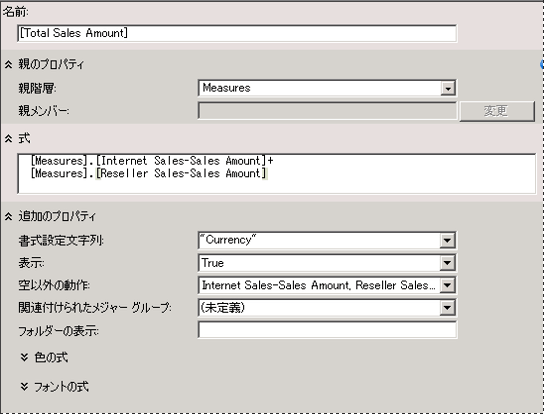 名前:
[Total Sales Amount]
親のプロパティ
親階層: Measures
親メンバー: 変更
式
[Measures].[Internet Sales-Sales Amount]+
[Measures].[Reseller Sales-Sales Amount]
追加のプロパティ
書式設定文字列: "Currency"
表示: True
空以外の動作: Internet Sales-Sales Amount, Reseller Sales...
関連付けられたメジャー グループ: (未定義)
フォルダーの表示:
色の式
フォントの式